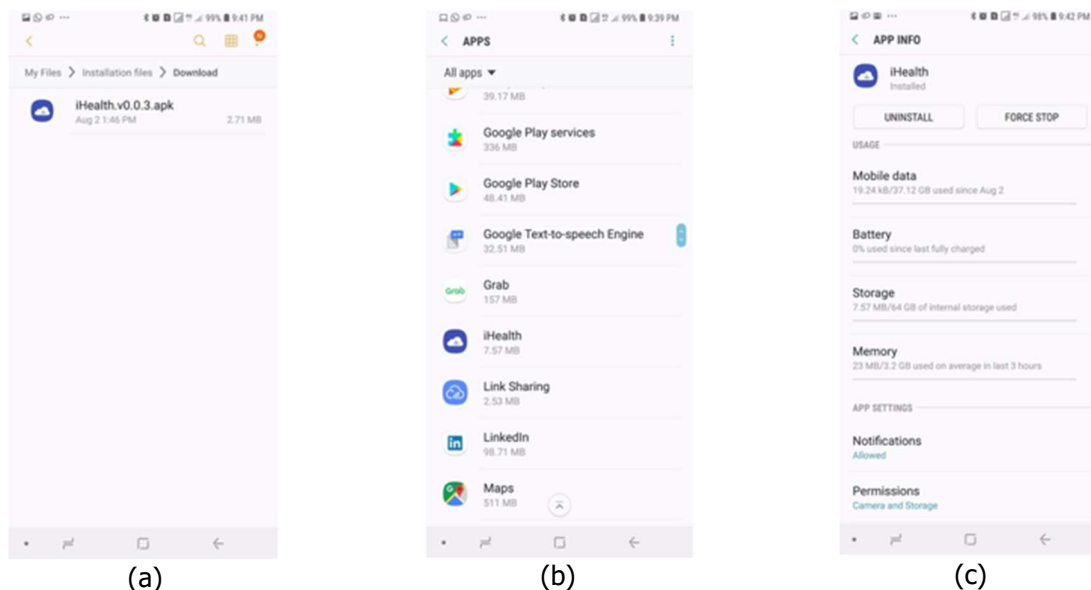 99% 9:41 PM
My Files > Installation files > Download
iHealth.v0.0.3.apk
Aug 2 1:46 PM 2.71 MB
(a)
99% 9:39 PM
APPS
All apps
39.17 MB
Google Play services
336 MB
Google Play Store
48.41 MB
Google Text-to-speech Engine
32.51 MB
Grab
Grab
157 MB
iHealth
7.57 MB
Link Sharing
2.53 MB
in
LinkedIn
98.71 MB
Maps
511 MB
(b)
98% 9:42 PM
APP INFO
iHealth
Installed
UNINSTALL FORCE STOP
USAGE
Mobile data
19.24 kB/37.12 GB used since Aug 2
Battery
0% used since last fully charged
Storage
7.57 MB/64 GB of internal storage used
Memory
23 MB/3.2 GB used on average in last 3 hours
APP SETTINGS
Notifications
Allowed
Permissions
Camera and Storage
(c)